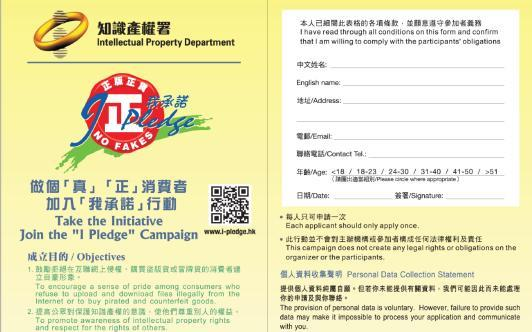 知識產權署
Intellectual Property Department
正版正貨
正
我承諾
I Pledge
NO FAKES
做個「真」「正」消費者
加入「我承諾」行動
Take the Initiative
Join the "I Pledge" Campaign
www.i-pledge.hk
成立目的 / Objectives
1. 鼓勵拒絕在互聯網上侵權、購買盜版貨或冒牌貨的消費者建
立自豪形象。
To encourage a sense of pride among consumers who
refuse to upload and download files illegally from the
Internet or to buy pirated and counterfeit goods.
2. 提高公眾對保護知識產權的意識，使他們尊重別人的權益。
To promote awareness of intellectual property rights
and respect for the rights of others.
本人已細閱此表格的各項條款，並願意遵守參加者義務
I have read through all conditions on this form and confirm
that I am willing to comply with the participants' obligations
中文姓名:
English name:
地址/Address:
電郵/Email:
聯絡電話/Contact Tel.:
年齡/Age: <18 / 18-23 / 24-30 / 31-40 / 41-50 / >51
(請圈出適當組別/Please circle where appropriate)
日期/Date: 簽署/Signature:
• 每人只可申請一次
Each applicant should only apply once.
• 此行動並不會對主辦機構或參加者構成任何法律權利及責任
This campaign does not create any legal rights or obligations on the
organizer or the participants.
個人資料收集聲明 Personal Data Collection Statement
提供個人資料純屬自願。但若你未能提供有關資料，我們可能因此而未能處理
你的申請及與你聯絡。
The provision of personal data is voluntary. However, failure to provide such
data may make it impossible to process your application and communicate
with you.